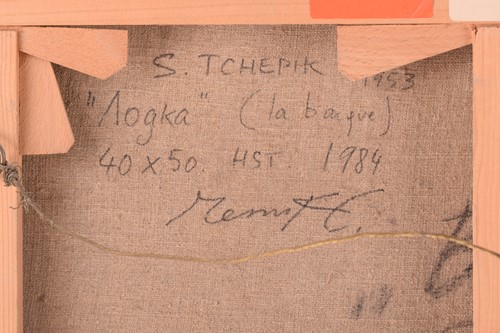 S. TCHEPIK 1953
"Лодка" (la barque)
40 x 50. HST. 1984